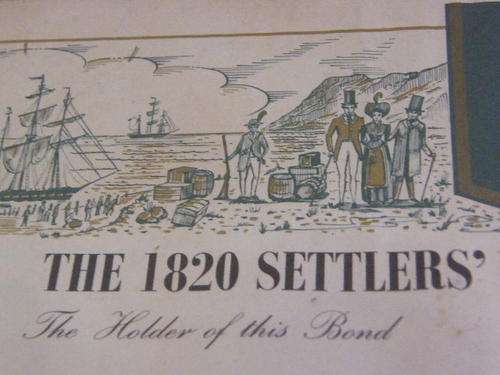 THE 1820 SETTLERS'
The Holder of this Bond